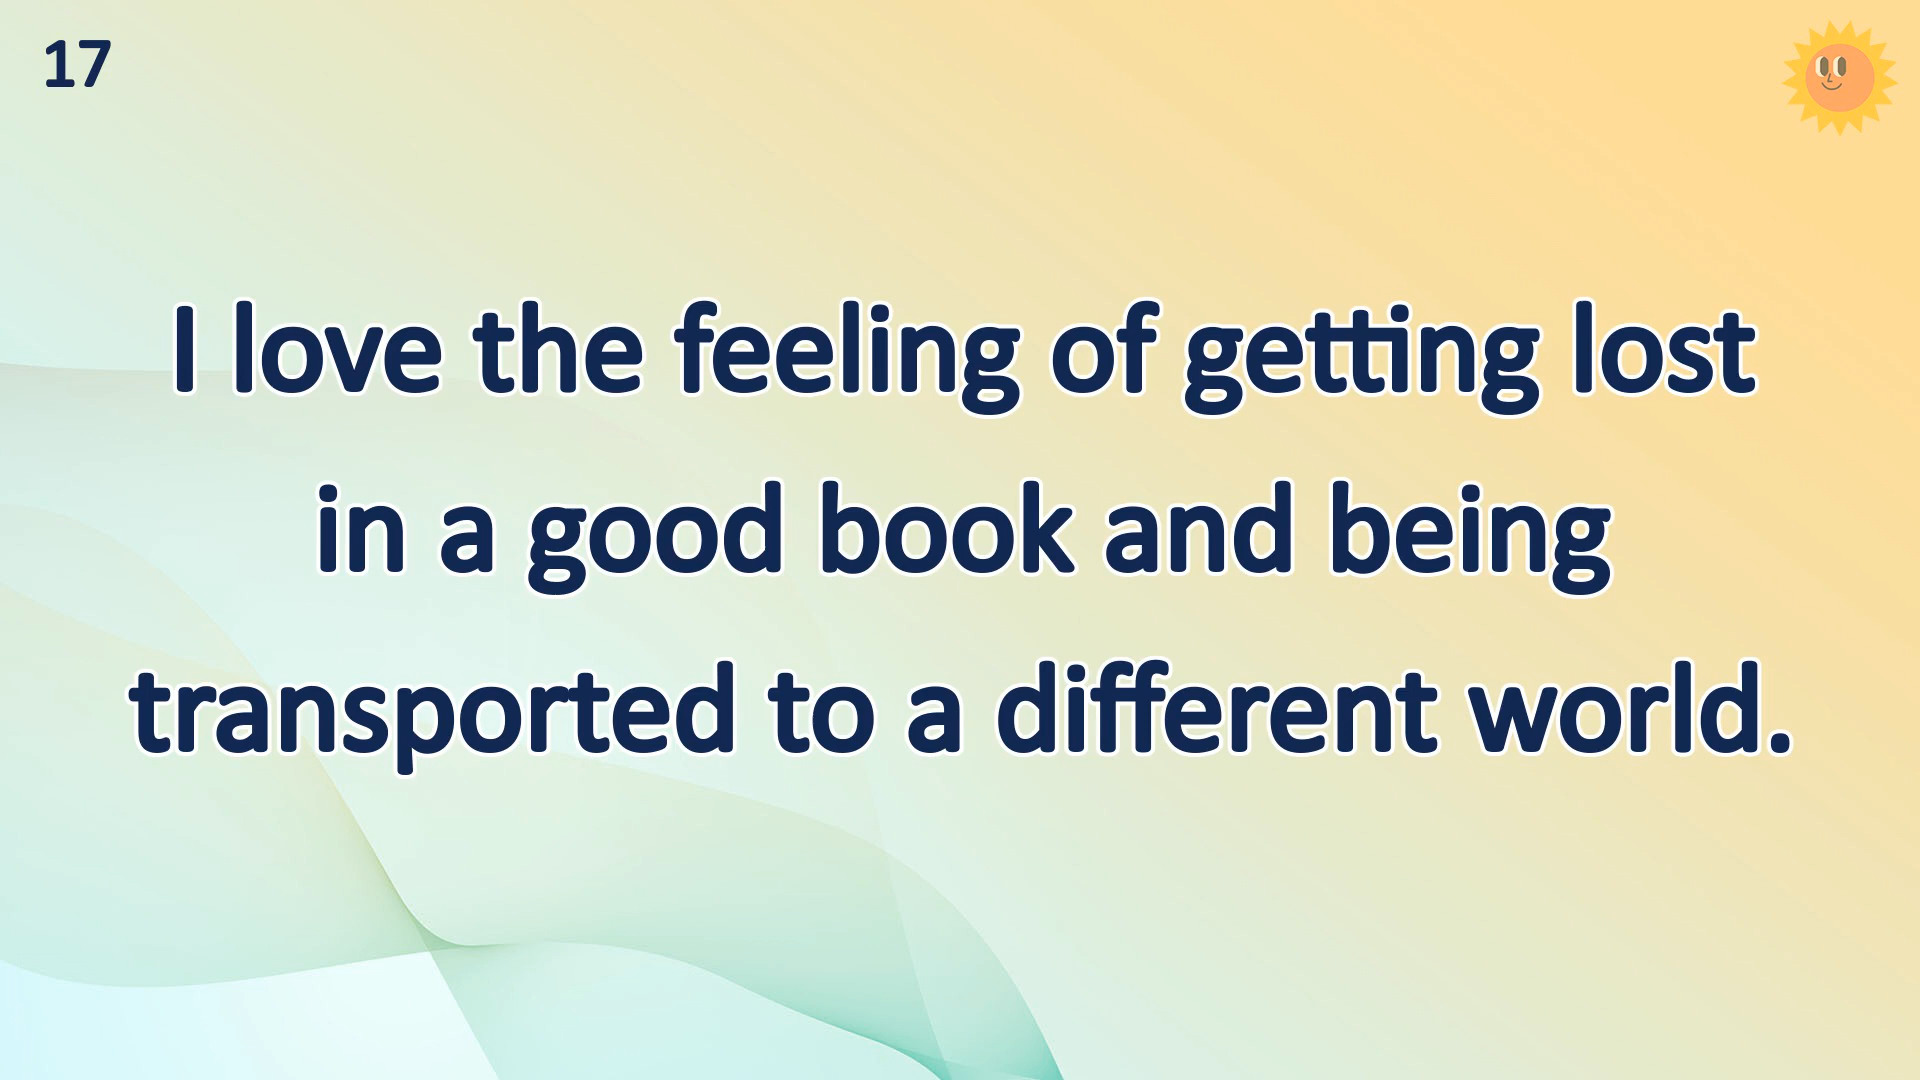 17
I love the feeling of getting lost
in a good book and being
transported to a different world.